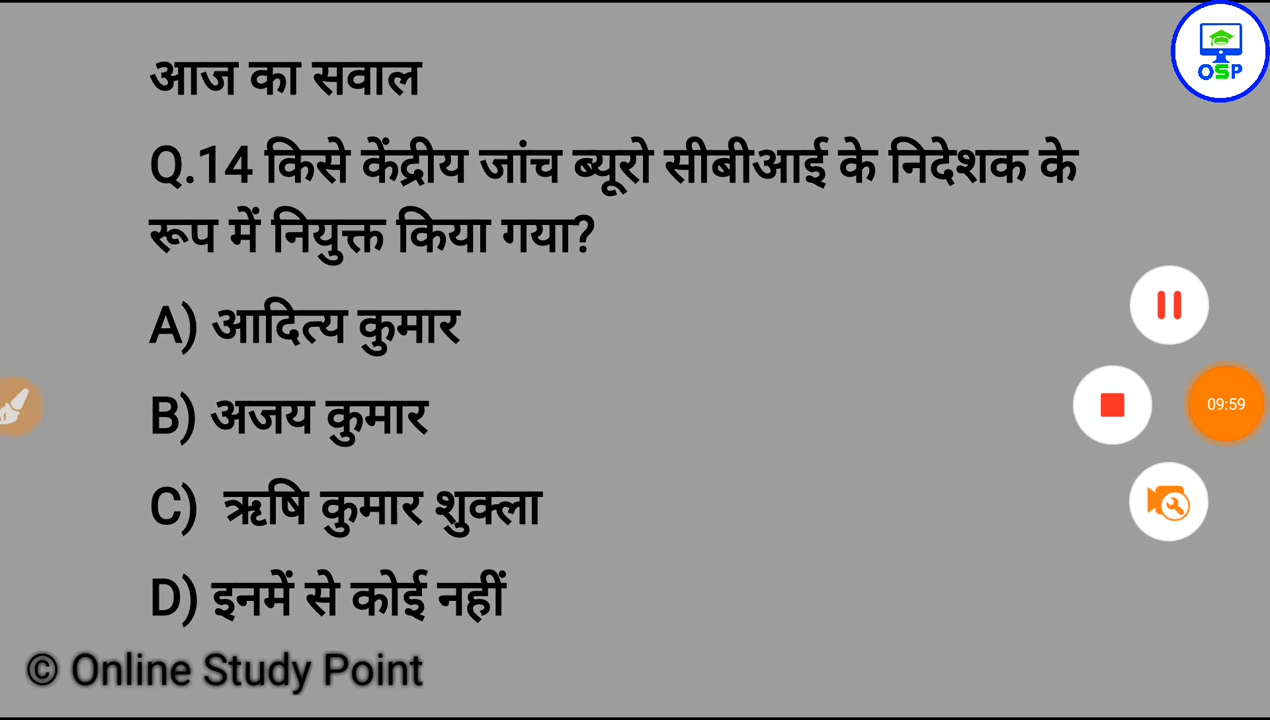 OSP
आज का सवाल
Q.14 किसे केंद्रीय जांच ब्यूरो सीबीआई के निदेशक के
रूप में नियुक्त किया गया?
A) आदित्य कुमार
B) अजय कुमार
09:59
C) ऋषि कुमार शुक्ला
D) इनमें से कोई नहीं
© Online Study Point